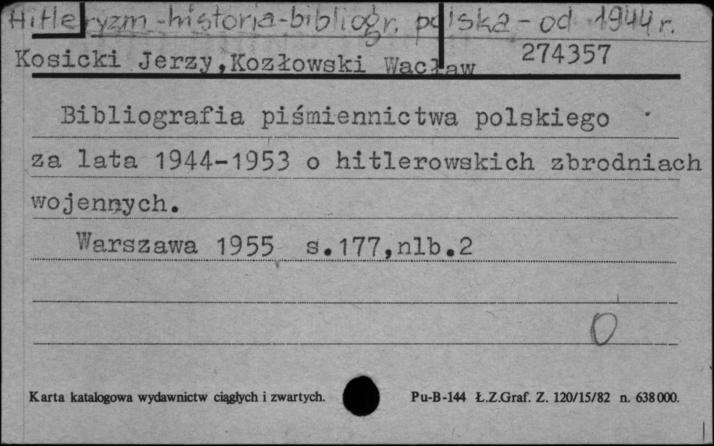 Hitleryzm-historia-bibliogr. polska - od 1944 r.
Kosicki Jerzy,Kozłowski Wacław 274357
Bibliografia piśmiennictwa polskiego
za lata 1944-1953 o hitlerowskich zbrodniach
wojennych.
Warszawa 1955 s.177,nlb.2
O
Karta katalogowa wydawnictw ciągłych i zwartych. Pu-B-144 Ł.Z.Graf. Z. 120/15/82 n. 638000.